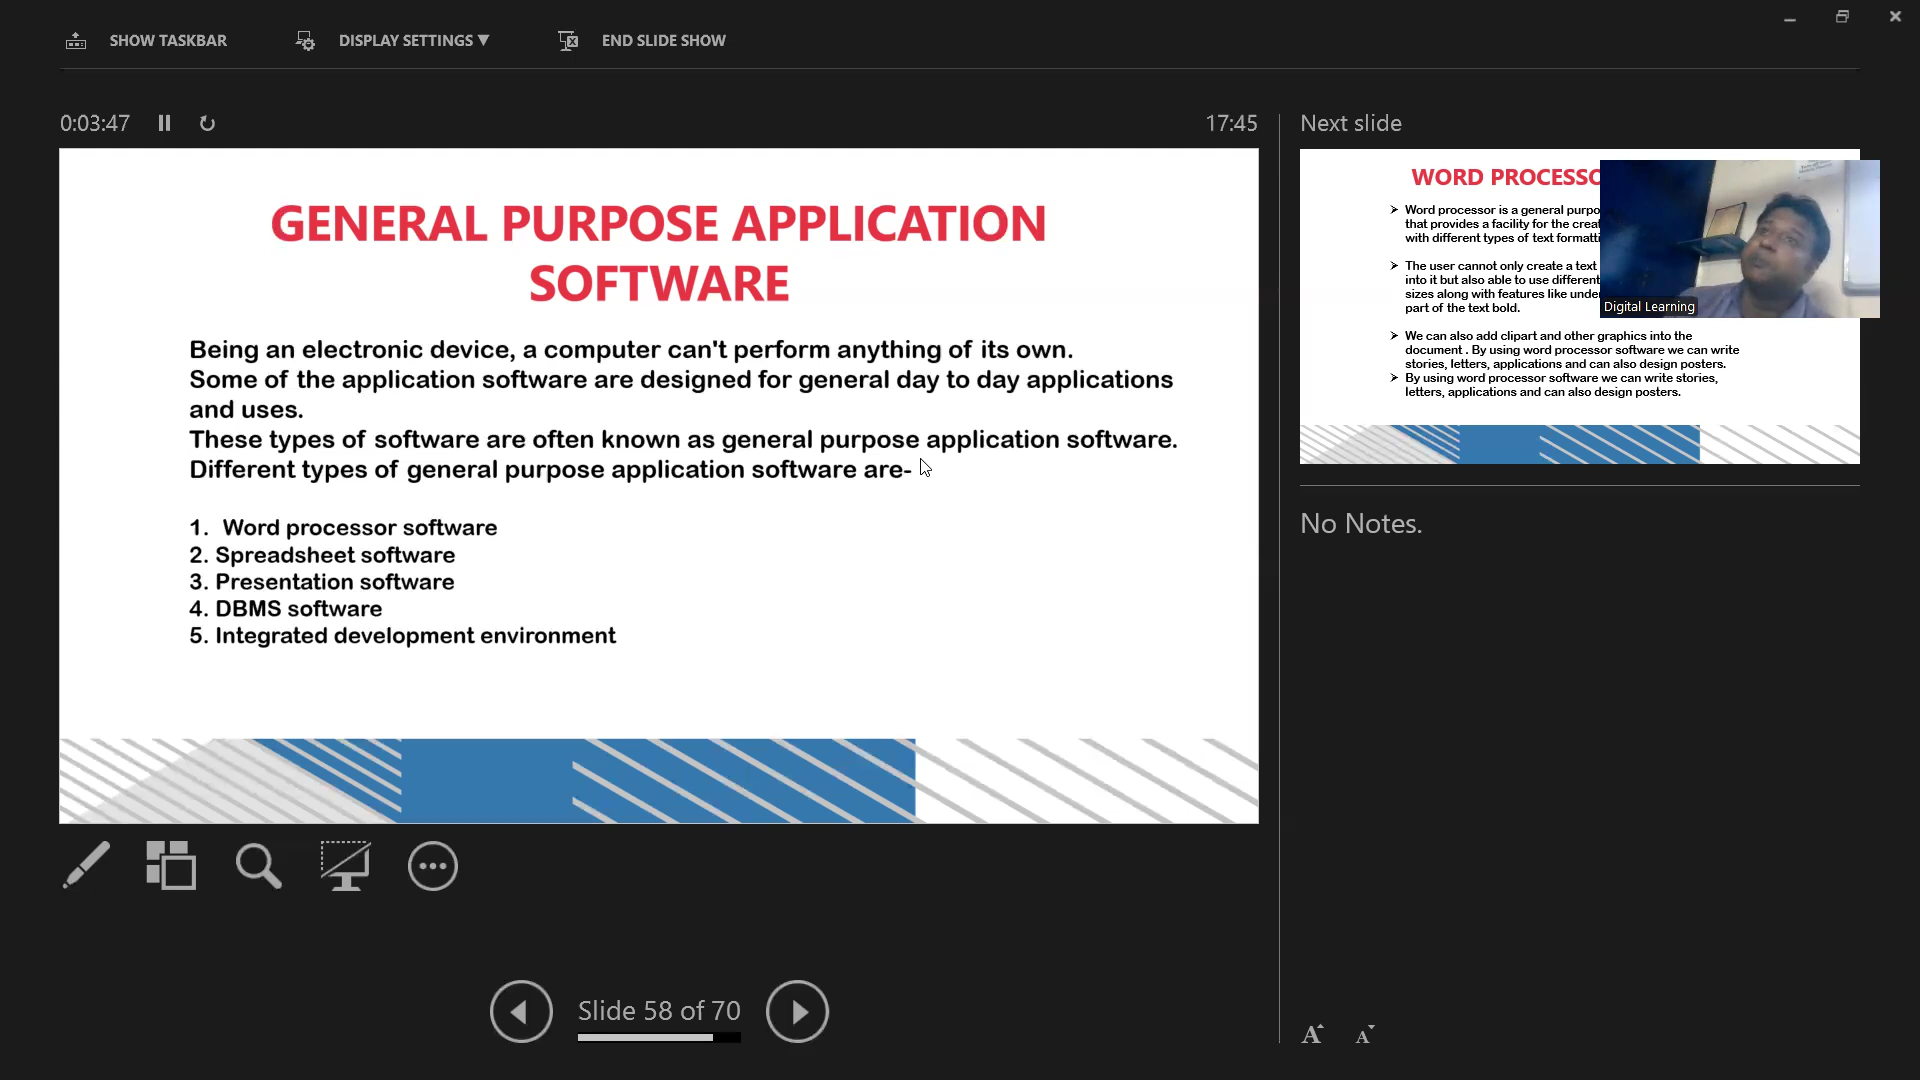 SHOW TASKBAR
DISPLAY SETTINGS ▼
END SLIDE SHOW
0:03:47
17:45
Next slide
GENERAL PURPOSE APPLICATION
SOFTWARE
Being an electronic device, a computer can't perform anything of its own.
Some of the application software are designed for general day to day applications
and uses.
These types of software are often known as general purpose application software.
Different types of general purpose application software are-
1. Word processor software
2. Spreadsheet software
3. Presentation software
4. DBMS software
5. Integrated development environment
WORD PROCESSO
Word processor is a general purpo
that provides a facility for the crea
with different types of text formatti
The user cannot only create a text
into it but also able to use different
sizes along with features like unde
part of the text bold.
We can also add clipart and other graphics into the
document . By using word processor software we can write
stories, letters, applications and can also design posters.
By using word processor software we can write stories,
letters, applications and can also design posters.
Digital Learning
No Notes.
Slide 58 of 70
A A